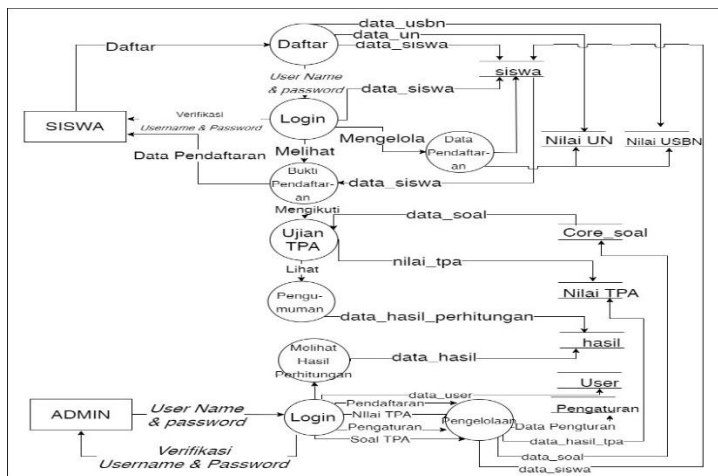 data_usbn
data_un
data_siswa
Daftar
Daftar
siswa
User Name
& password
data_siswa
Verifikasi
Username & Password
SISWA
Login
Mengelola
Data
Pendaftar-
an
Nilai UN
Nilai USBN
Melihat
Data Pendaftaran
Bukti
Pendaftar-
an
data_siswa
Mengikuti
data_soal
Ujian
TPA
Core_soal
nilai_tpa
Lihat
Nilai TPA
Pengu-
muman
data_hasil_perhitungan
hasil
Melihat
Hasil
Perhitungan
data_hasil
User
data_user
ADMIN
User Name
& password
Login
Pendaftaran
NIlai TPA
Pengaturan
Soal TPA
Pengelolaan
Pengaturan
Data Pengturan
data_hasil_tpa
data_soal
data_siswa
Verifikasi
Username & Password